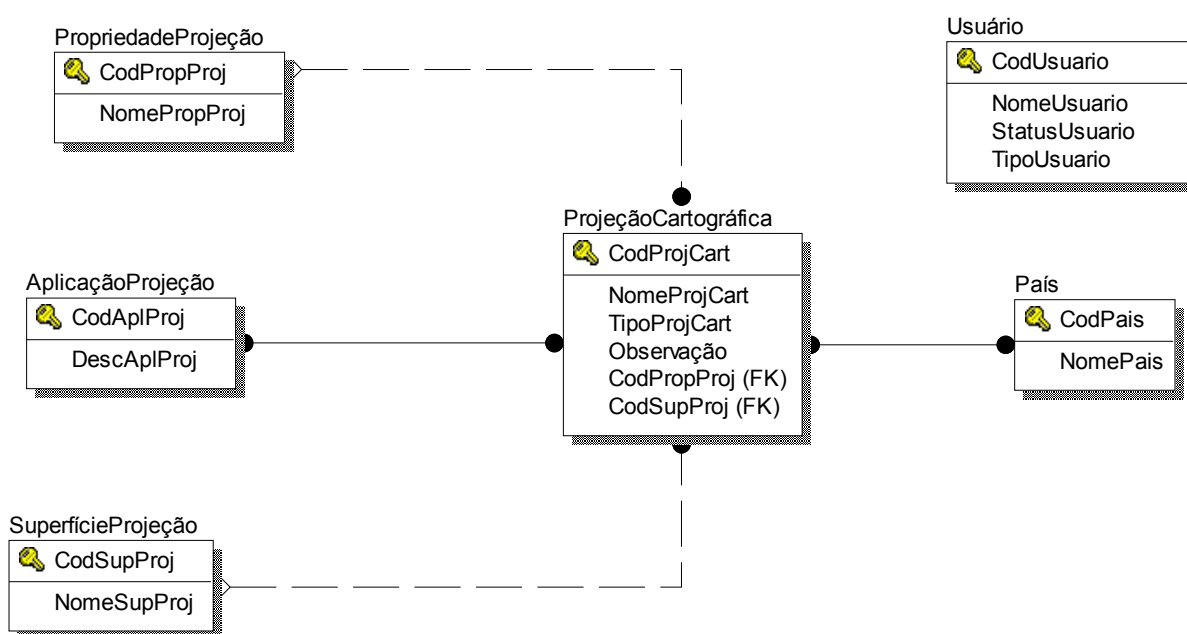 PropriedadeProjeção
CodPropProj
NomePropProj
Usuário
CodUsuario
NomeUsuario
StatusUsuario
TipoUsuario
ProjeçãoCartográfica
CodProjCart
NomeProjCart
TipoProjCart
Observação
CodPropProj (FK)
CodSupProj (FK)
AplicaçãoProjeção
CodAplProj
DescAplProj
País
CodPais
NomePais
SuperfícieProjeção
CodSupProj
NomeSupProj